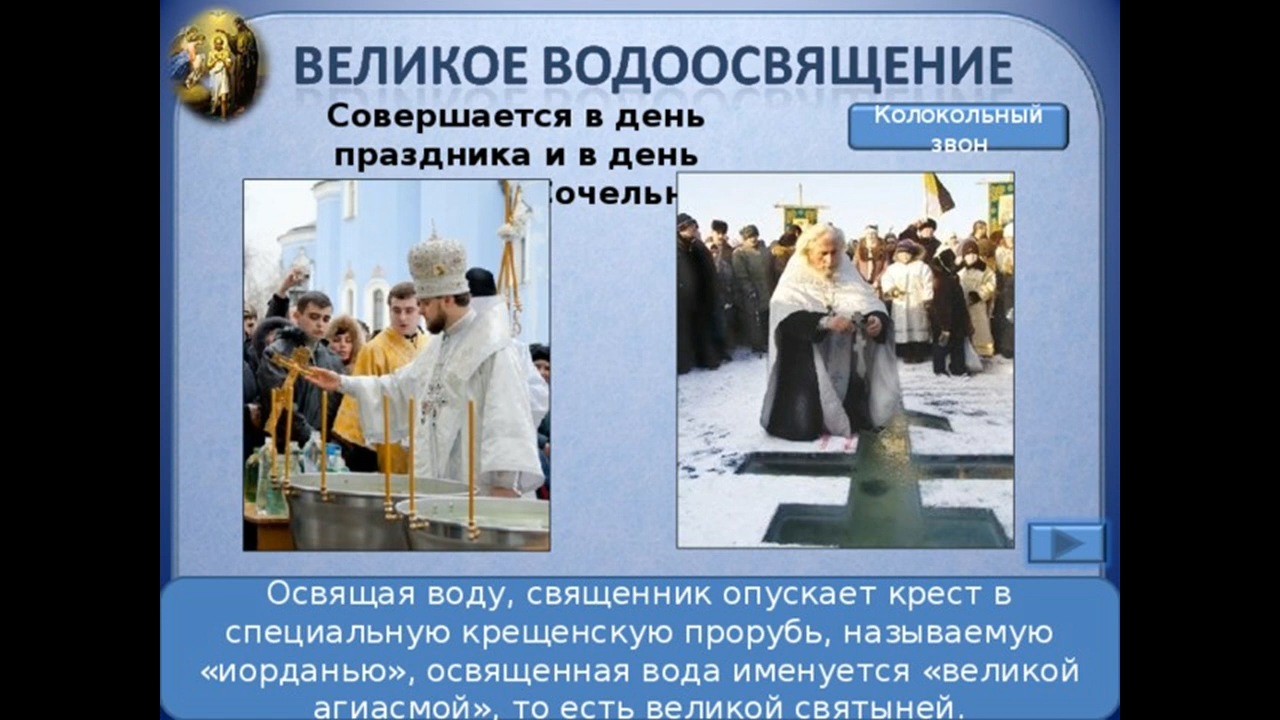 ВЕЛИКОЕ ВОДООСВЯЩЕНИЕ
Совершается в день
праздника и в день
Колокольный
звон
Освящая воду, священник опускает крест в
специальную крещенскую прорубь, называемую
«иорданью», освященная вода именуется «великой
агиасмой», то есть великой святыней.